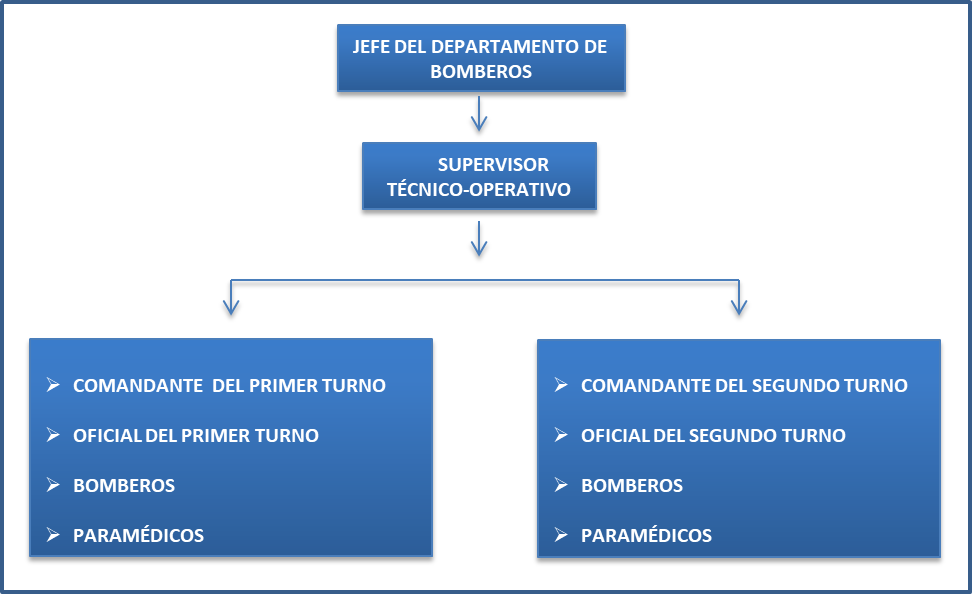 JEFE DEL DEPARTAMENTO DE
BOMBEROS
SUPERVISOR
TÉCNICO-OPERATIVO
➢ COMANDANTE DEL PRIMER TURNO
➢ OFICIAL DEL PRIMER TURNO
➢ BOMBEROS
➢ PARAMÉDICOS
➢ COMANDANTE DEL SEGUNDO TURNO
➢ OFICIAL DEL SEGUNDO TURNO
➢ BOMBEROS
➢ PARAMÉDICOS